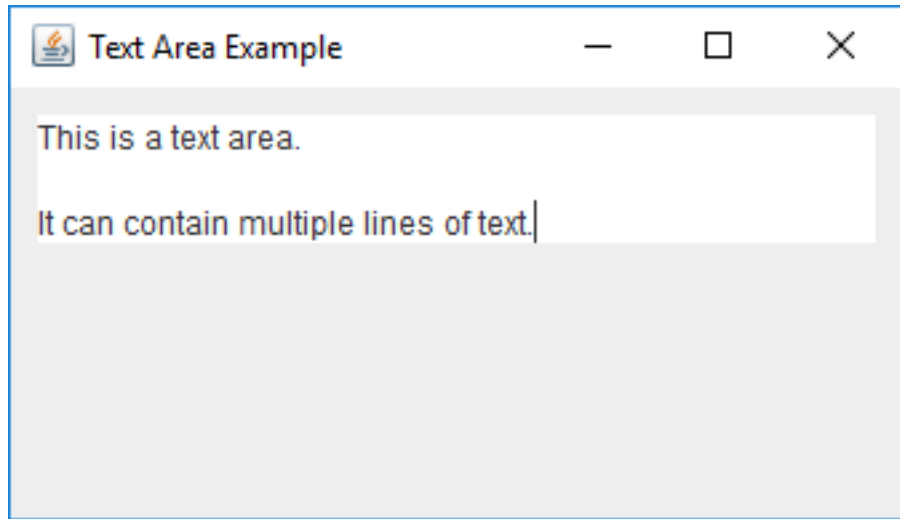 Text Area Example
This is a text area.
It can contain multiple lines of text.